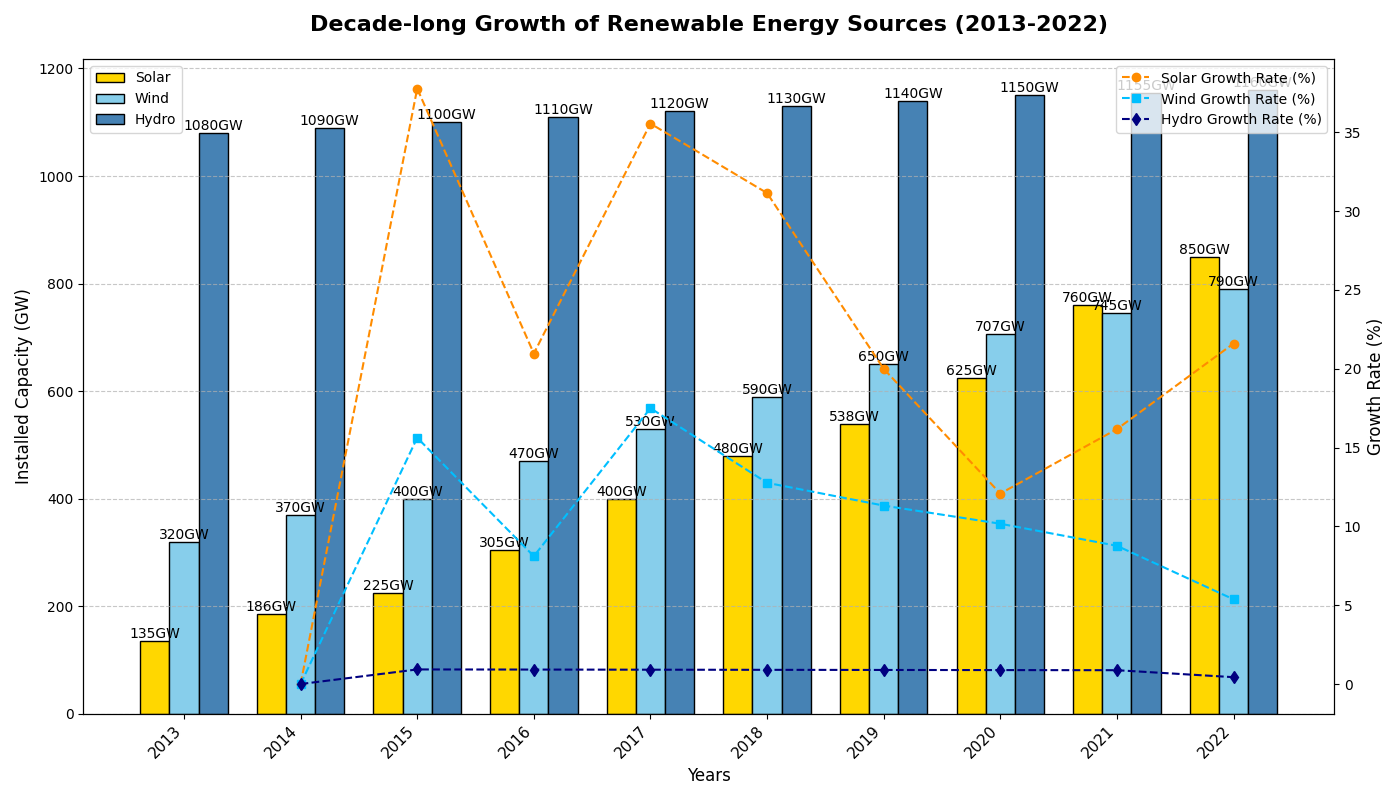 Decade-long Growth of Renewable Energy Sources (2013-2022)
Solar
Wind
Hydro
Solar Growth Rate (%)
Wind Growth Rate (%)
Hydro Growth Rate (%)
Installed Capacity (GW)
1200
1000
800
600
400
200
0
Growth Rate (%)
35
30
25
20
15
10
5
0
135GW
320GW
1080GW
186GW
370GW
1090GW
225GW
400GW
1100GW
305GW
470GW
1110GW
400GW
530GW
1120GW
480GW
590GW
1130GW
538GW
650GW
1140GW
625GW
707GW
1150GW
760GW
745GW
1155GW
850GW
790GW
1160GW
2013
2014
2015
2016
2017
2018
2019
2020
2021
2022
Years